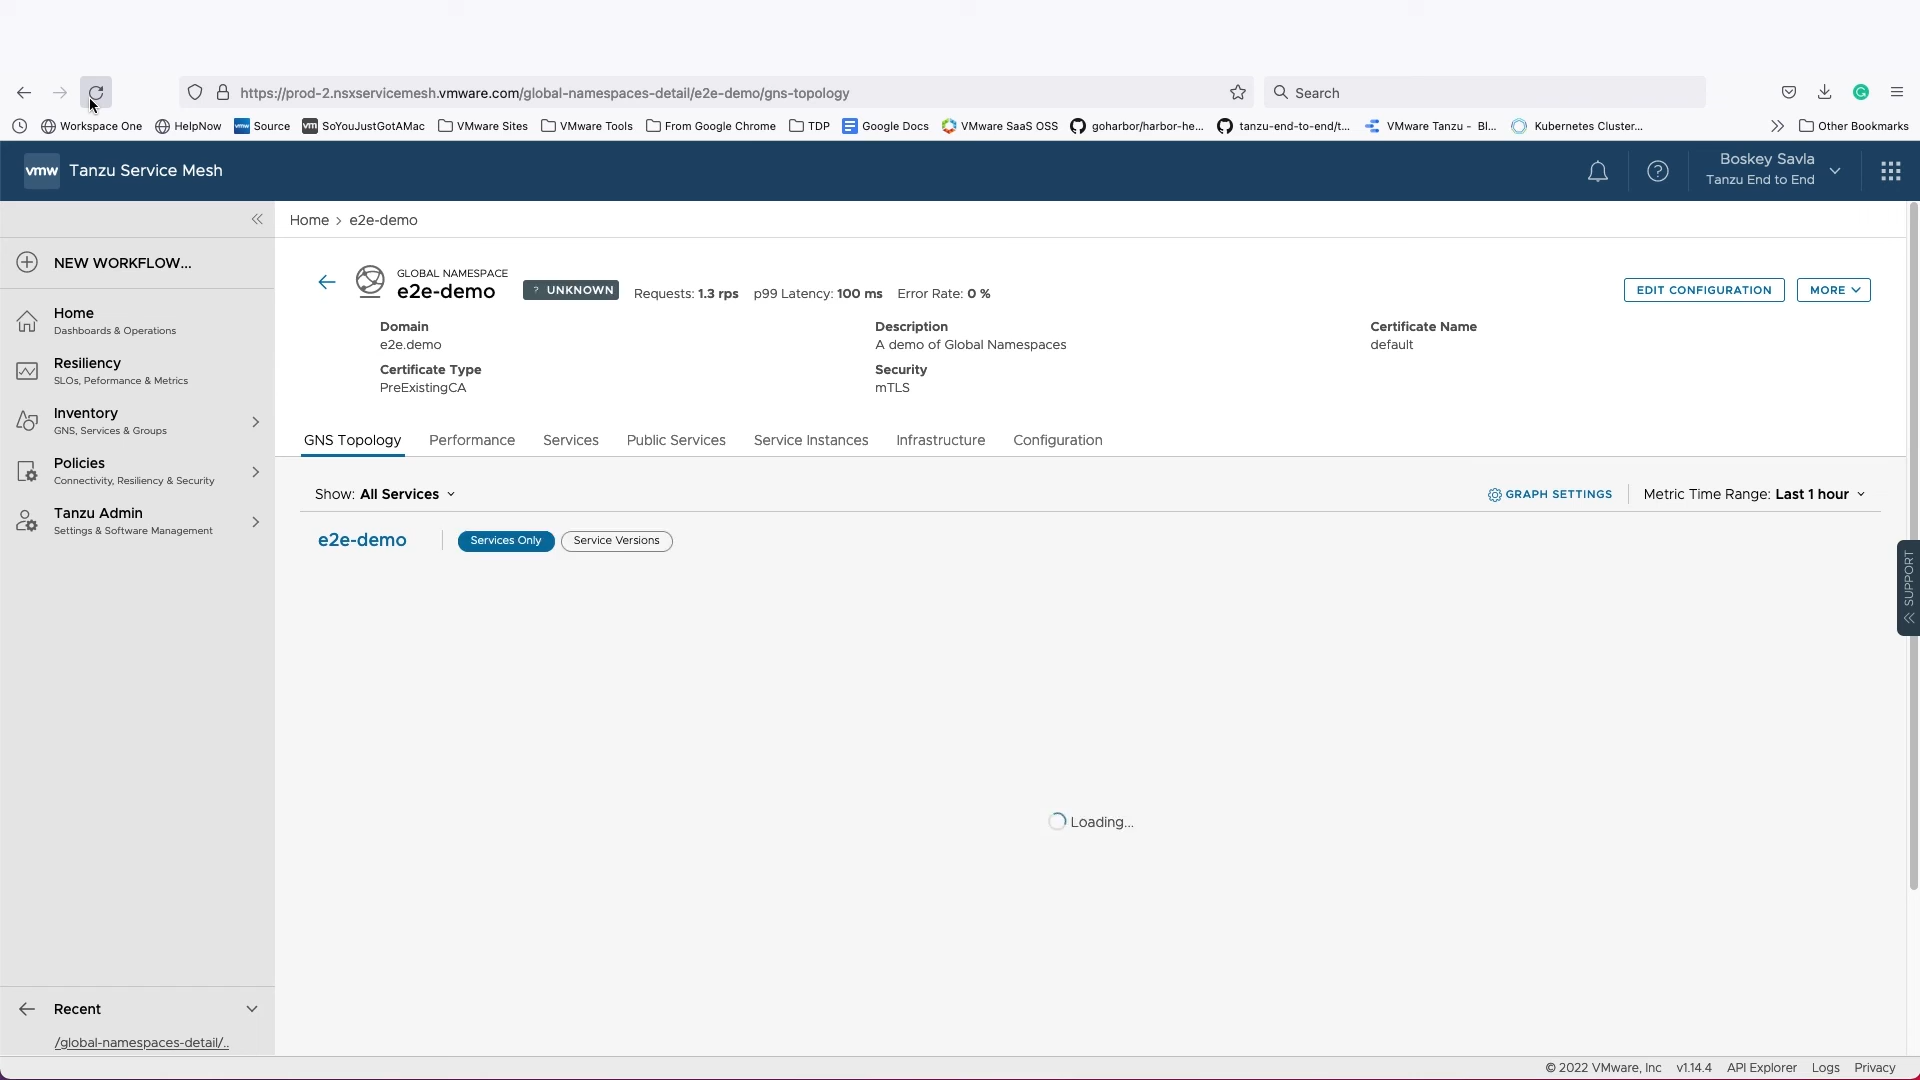 https://prod-2.nsxservicemesh.vmware.com/global-namespaces-detail/e2e-demo/gns-topology
Search
Workspace One
HelpNow
vmw
Source
vm
SoYouJustGotAMac
VMware Sites
VMware Tools
From Google Chrome
TDP
Google Docs
VMware SaaS OSS
goharbor/harbor-he...
tanzu-end-to-end/t...
VMware Tanzu - Bl...
Kubernetes Cluster...
Other Bookmarks
vmw
Tanzu Service Mesh
Boskey Savla
Tanzu End to End
NEW WORKFLOW...
Home
Dashboards & Operations
Resiliency
SLOs, Peformance & Metrics
Inventory
GNS, Services & Groups
Policies
Connectivity, Resiliency & Security
Tanzu Admin
Settings & Software Management
Recent
/global-namespaces-detail/..
Home > e2e-demo
GLOBAL NAMESPACE
e2e-demo
? UNKNOWN
Requests: 1.3 rps
p99 Latency: 100 ms
Error Rate: 0 %
EDIT CONFIGURATION
MORE
Domain
e2e.demo
Description
A demo of Global Namespaces
Certificate Name
default
Certificate Type
PreExistingCA
Security
mTLS
GNS Topology
Performance
Services
Public Services
Service Instances
Infrastructure
Configuration
Show: All Services
GRAPH SETTINGS
Metric Time Range: Last 1 hour
e2e-demo
Services Only
Service Versions
Loading...
SUPPORT
© 2022 VMware, Inc
v1.14.4
API Explorer
Logs
Privacy